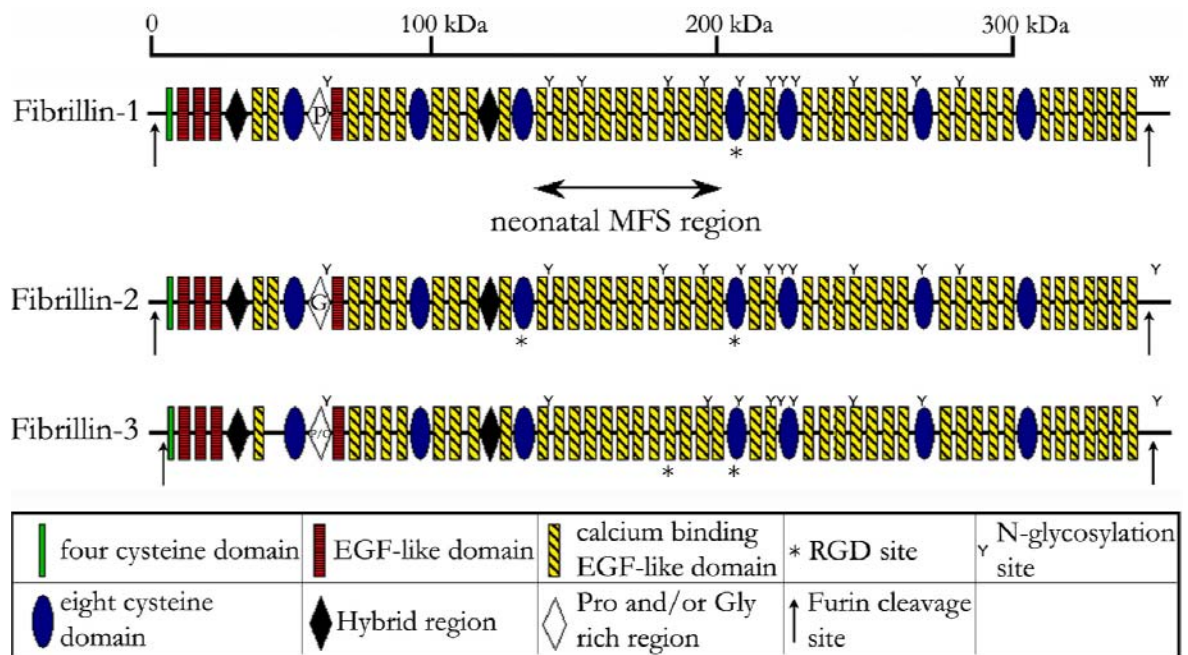 0 100 kDa 200 kDa 300 kDa
Y Y Y Y Y Y Y Y Y Y Y Y YYY
Fibrillin-1
P
*
neonatal MFS region
Y Y Y Y Y Y Y Y Y Y Y Y
Fibrillin-2
G
* *
Y Y Y Y Y Y Y Y Y Y
Fibrillin-3
P/G
* *
four cysteine domain
EGF-like domain
calcium binding
EGF-like domain
* RGD site
Y N-glycosylation
site
eight cysteine
domain
Hybrid region
Pro and/or Gly
rich region
Furin cleavage
site